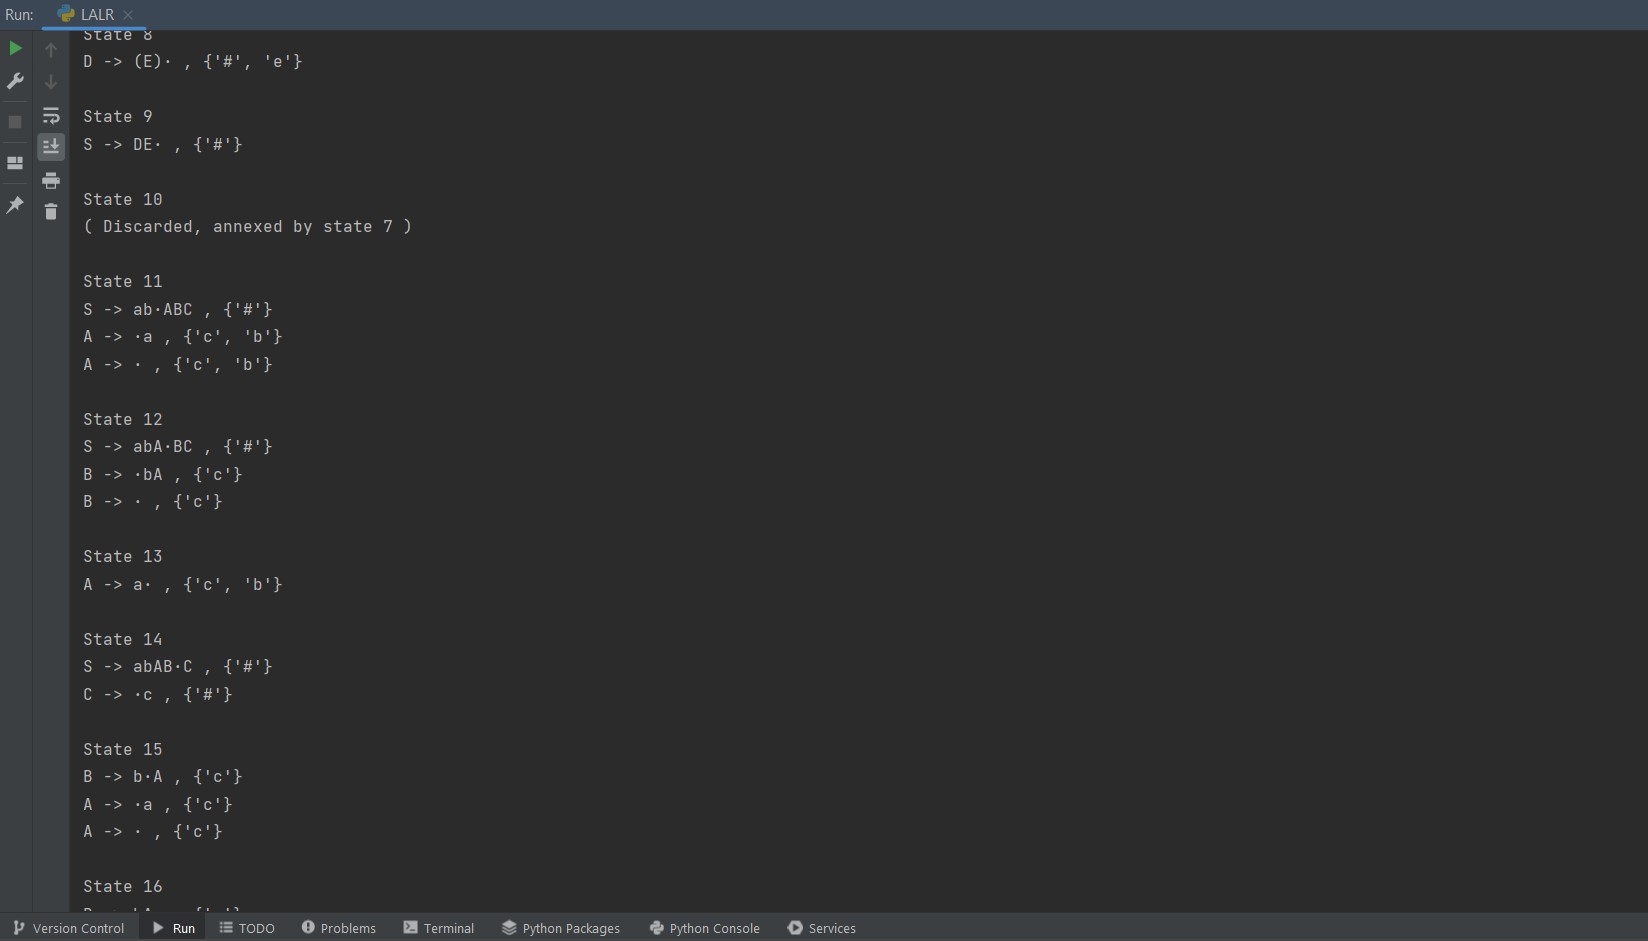 Run:
LALR
State 8
D -> (E)· , {'#', 'e'}
State 9
S -> DE· , {'#'}
State 10
( Discarded, annexed by state 7 )
State 11
S -> ab·ABC , {'#'}
A -> ·a , {'c', 'b'}
A -> · , {'c', 'b'}
State 12
S -> abA·BC , {'#'}
B -> ·bA , {'c'}
B -> · , {'c'}
State 13
A -> a· , {'c', 'b'}
State 14
S -> abAB·C , {'#'}
C -> ·c , {'#'}
State 15
B -> b·A , {'c'}
A -> ·a , {'c'}
A -> · , {'c'}
State 16
Version Control Run TODO Problems Terminal Python Packages Python Console Services